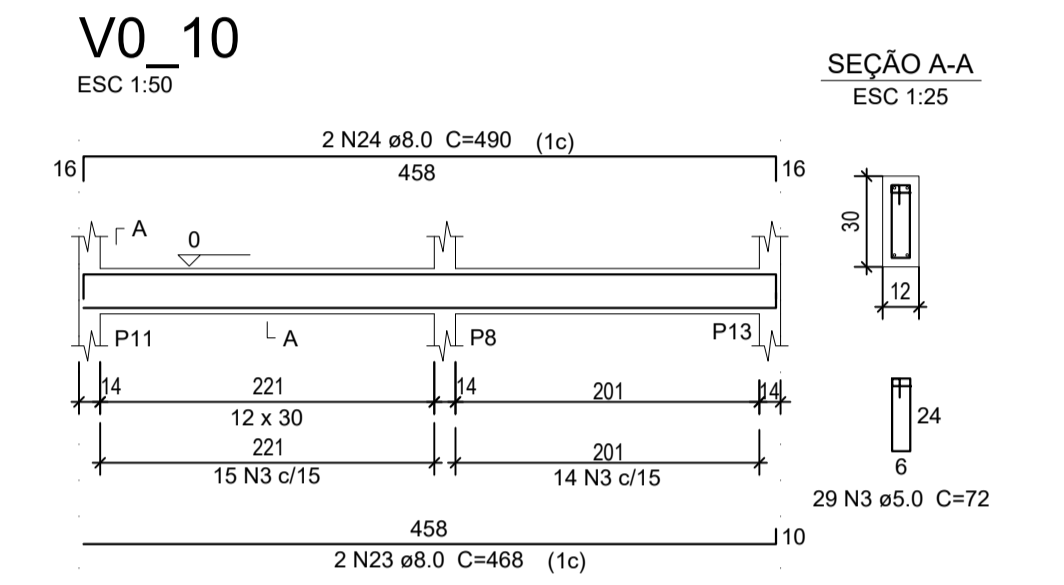 V0_10
ESC 1:50
SEÇÃO A-A
ESC 1:25
2 N24 ø8.0 C=490 (1c)
16
458
16
A
0
30
12
A
P11
P8
P13
14
221
14
201
14
12 x 30
221
201
15 N3 c/15
14 N3 c/15
24
6
29 N3 ø5.0 C=72
458
10
2 N23 ø8.0 C=468 (1c)